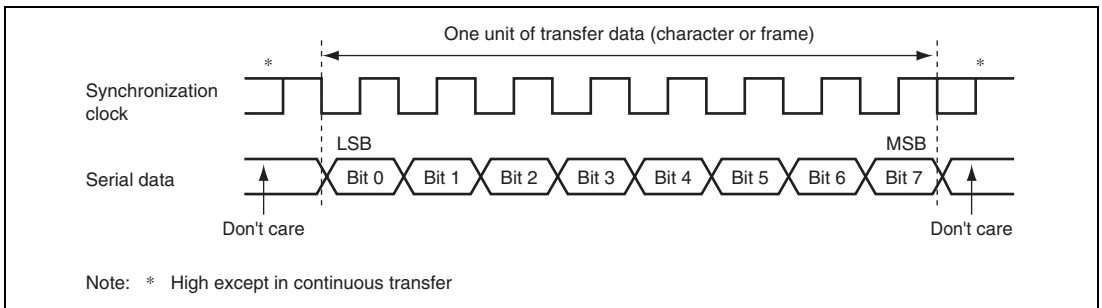 One unit of transfer data (character or frame)
*
*
Synchronization
clock
LSB
MSB
Serial data
Bit 0
Bit 1
Bit 2
Bit 3
Bit 4
Bit 5
Bit 6
Bit 7
Don't care
Don't care
Note: * High except in continuous transfer